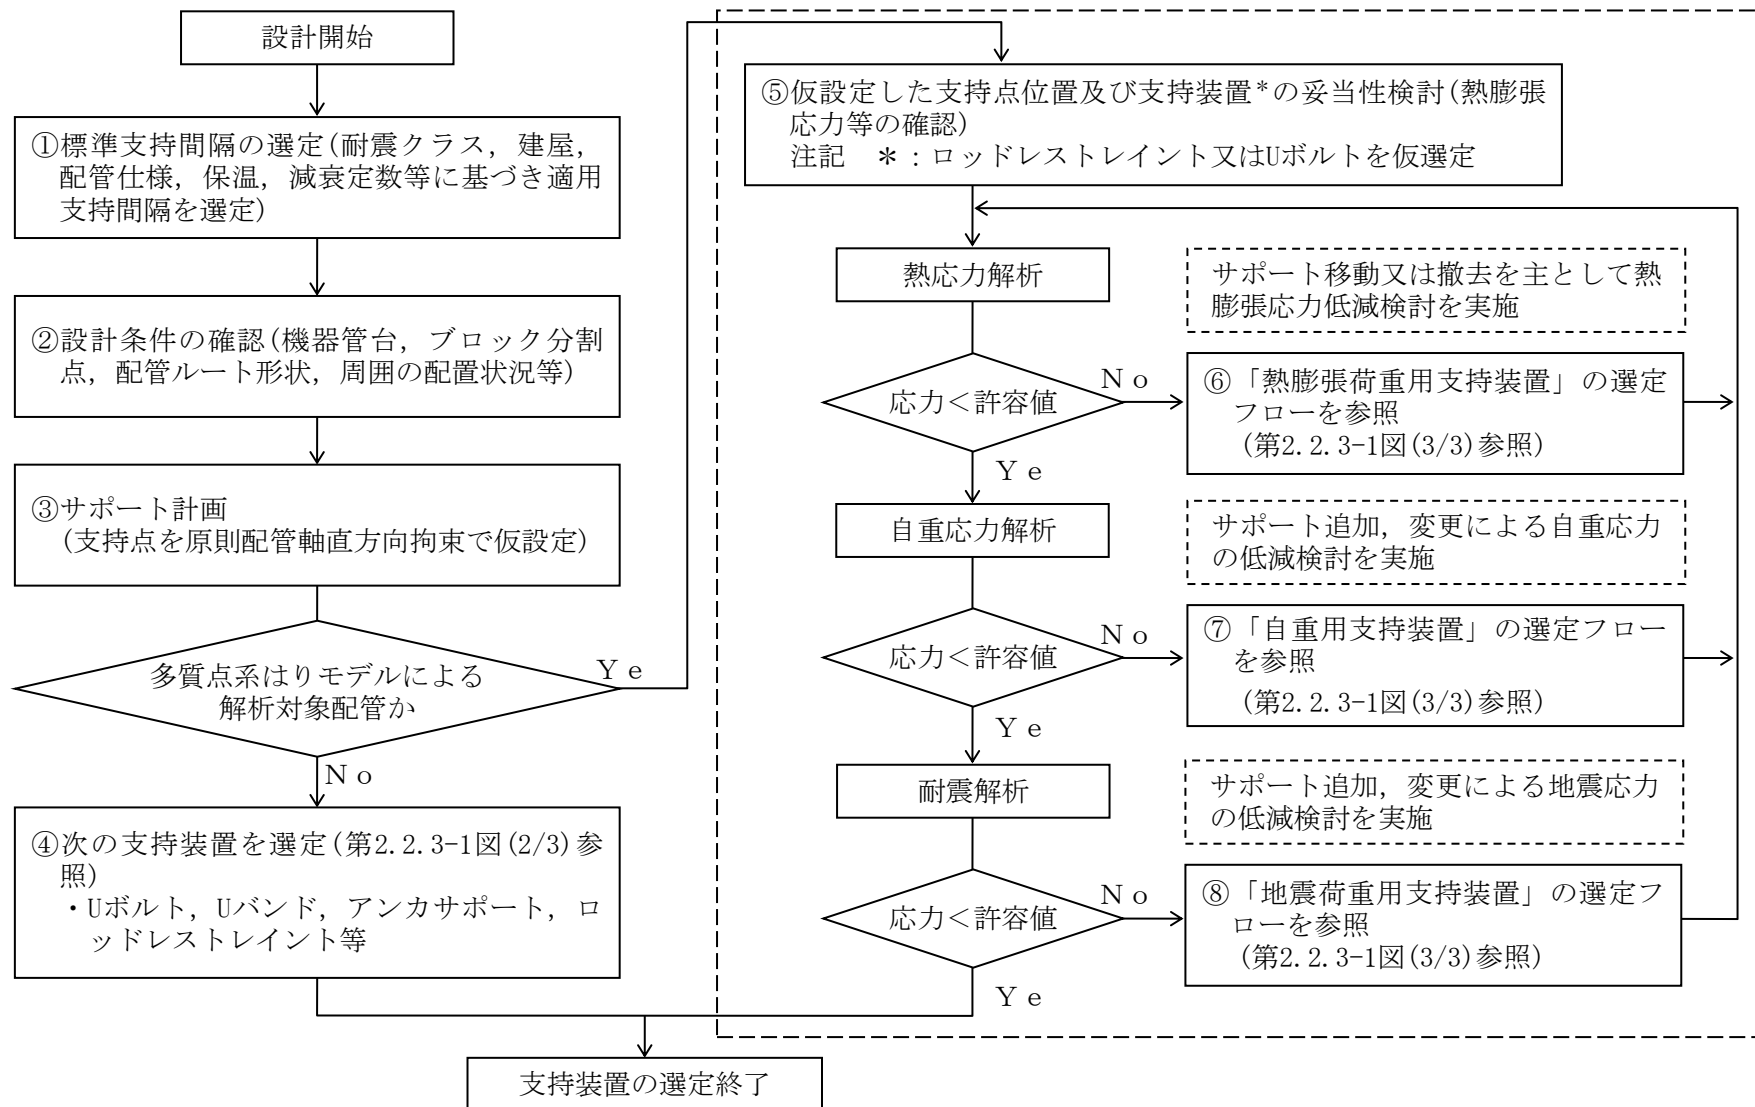 設計開始
①標準支持間隔の選定(耐震クラス，建屋，
配管仕様，保温，減衰定数等に基づき適用
支持間隔を選定)
②設計条件の確認(機器管台，ブロック分割
点，配管ルート形状，周囲の配置状況等)
③サポート計画
(支持点を原則配管軸直方向拘束で仮設定)
多質点系はりモデルによる
解析対象配管か
Ｙｅ
Ｎｏ
④次の支持装置を選定(第2.2.3-1図(2/3)参
照)
・Uボルト，Uバンド，アンカサポート，ロ
ッドレストレイント等
⑤仮設定した支持点位置及び支持装置*の妥当性検討(熱膨張
応力等の確認)
注記　＊：ロッドレストレイント又はUボルトを仮選定
熱応力解析
サポート移動又は撤去を主として熱
膨張応力低減検討を実施
応力＜許容値
Ｎｏ
⑥「熱膨張荷重用支持装置」の選定
フローを参照
(第2.2.3-1図(3/3)参照)
Ｙｅ
自重応力解析
サポート追加，変更による自重応力
の低減検討を実施
応力＜許容値
Ｎｏ
⑦「自重用支持装置」の選定フロー
を参照
(第2.2.3-1図(3/3)参照)
Ｙｅ
耐震解析
サポート追加，変更による地震応力
の低減検討を実施
応力＜許容値
Ｎｏ
⑧「地震荷重用支持装置」の選定フ
ローを参照
(第2.2.3-1図(3/3)参照)
Ｙｅ
支持装置の選定終了